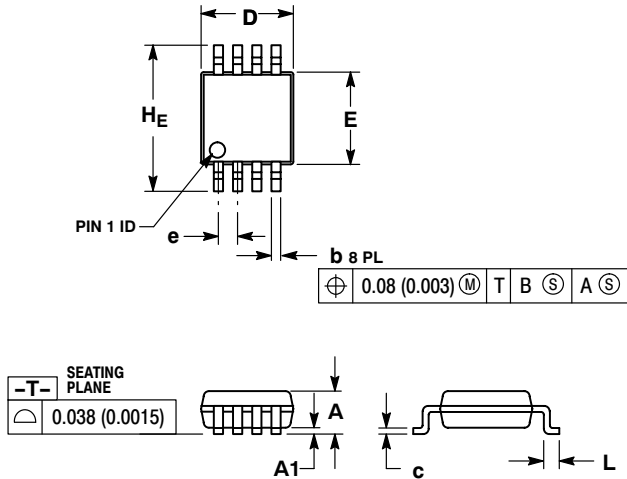 D
HE
E
PIN 1 ID
e
b 8 PL
⌖ 0.08 (0.003) Ⓜ T B Ⓢ A Ⓢ
–T– SEATING
PLANE
⌓ 0.038 (0.0015)
A
A1
c
L